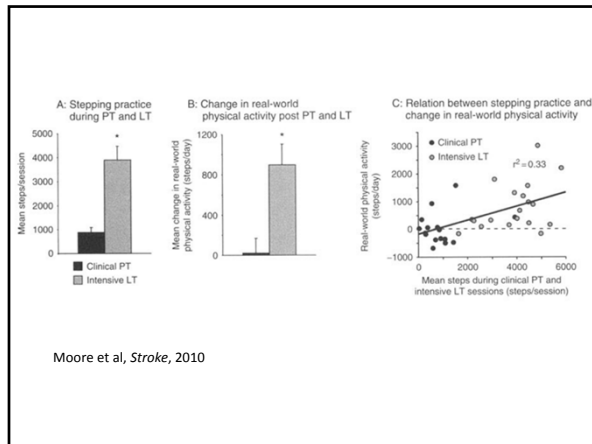 A: Stepping practice
during PT and LT
5000
4000
3000
2000
1000
0
*
Mean steps/session
Clinical PT
Intensive LT
B: Change in real-world
physical activity post PT and LT
1200
800
400
0
*
Mean change in real-world
physical activity (steps/day)
C: Relation between stepping practice and
change in real-world physical activity
Clinical PT
Intensive LT
r²=0.33
4000
3000
2000
1000
0
−1000
Real-world physical activity
(steps/day)
0
2000
4000
6000
Mean steps during clinical PT and
intensive LT sessions (steps/session)
Moore et al, Stroke, 2010